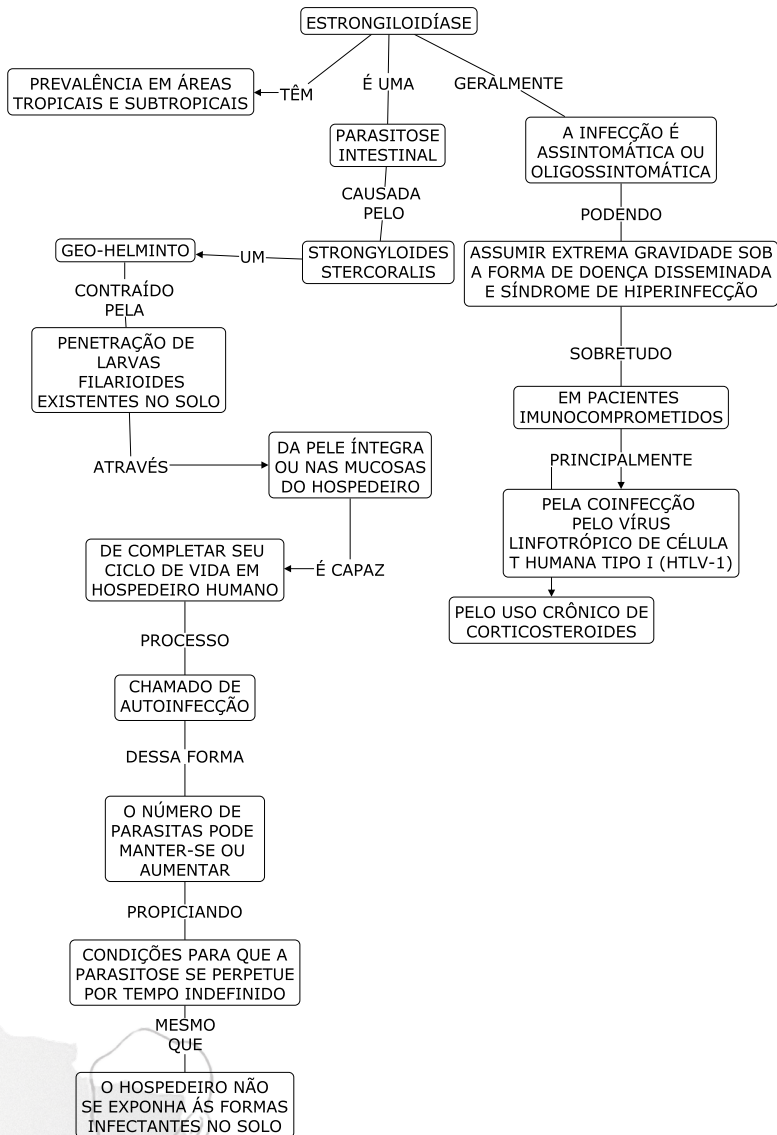 ESTRONGILOIDÍASE
PREVALÊNCIA EM ÁREAS
TROPICAIS E SUBTROPICAIS
TÊM
É UMA
GERALMENTE
PARASITOSE
INTESTINAL
A INFECÇÃO É
ASSINTOMÁTICA OU
OLIGOSSINTOMÁTICA
CAUSADA
PELO
PODENDO
GEO-HELMINTO
UM
STRONGYLOIDES
STERCORALIS
ASSUMIR EXTREMA GRAVIDADE SOB
A FORMA DE DOENÇA DISSEMINADA
E SÍNDROME DE HIPERINFECÇÃO
CONTRAÍDO
PELA
PENETRAÇÃO DE
LARVAS
FILARIOIDES
EXISTENTES NO SOLO
SOBRETUDO
EM PACIENTES
IMUNOCOMPROMETIDOS
ATRAVÉS
DA PELE ÍNTEGRA
OU NAS MUCOSAS
DO HOSPEDEIRO
PRINCIPALMENTE
PELA COINFECÇÃO
PELO VÍRUS
LINFOTRÓPICO DE CÉLULA
T HUMANA TIPO I (HTLV-1)
DE COMPLETAR SEU
CICLO DE VIDA EM
HOSPEDEIRO HUMANO
É CAPAZ
PELO USO CRÔNICO DE
CORTICOSTEROIDES
PROCESSO
CHAMADO DE
AUTOINFECÇÃO
DESSA FORMA
O NÚMERO DE
PARASITAS PODE
MANTER-SE OU
AUMENTAR
PROPICIANDO
CONDIÇÕES PARA QUE A
PARASITOSE SE PERPETUE
POR TEMPO INDEFINIDO
MESMO
QUE
O HOSPEDEIRO NÃO
SE EXPONHA ÁS FORMAS
INFECTANTES NO SOLO